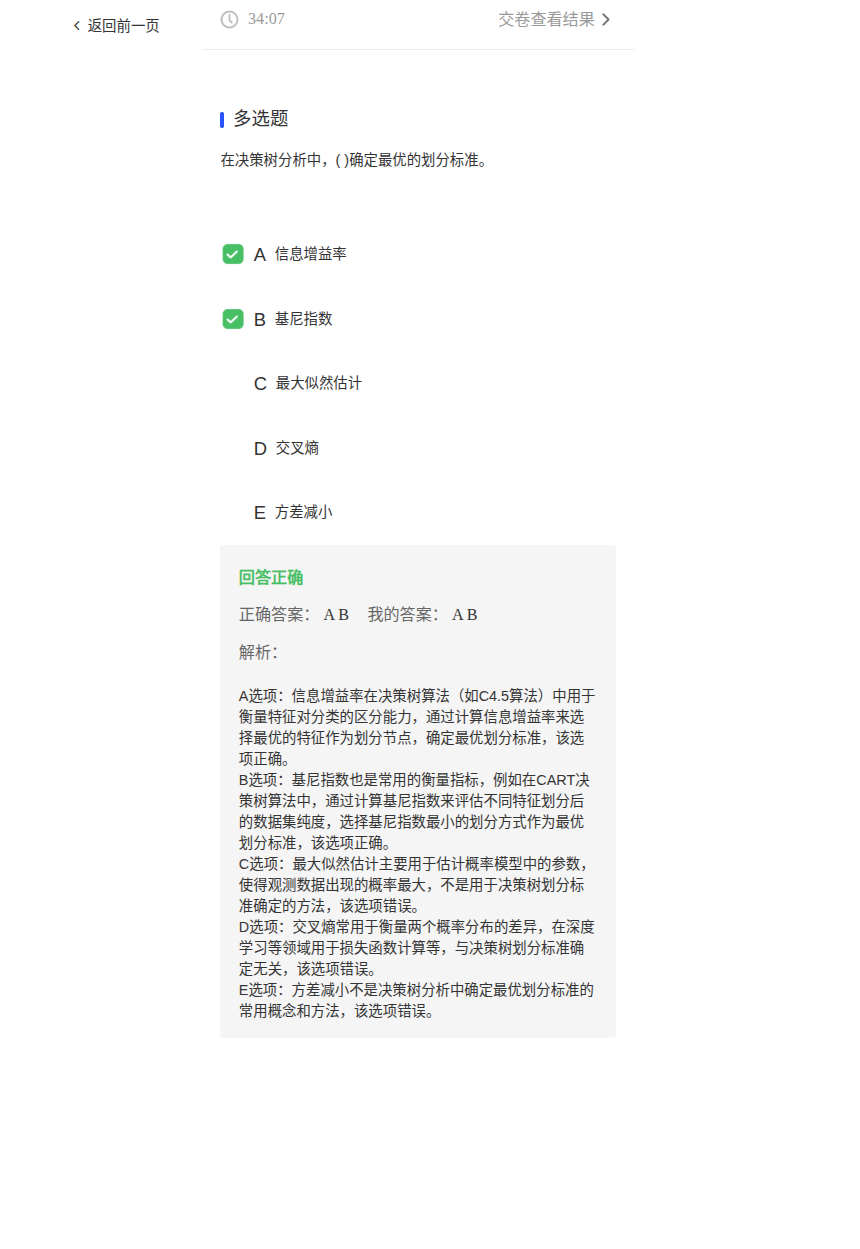 返回前一页
34:07
交卷查看结果
多选题
在决策树分析中，( )确定最优的划分标准。
A 信息增益率
B 基尼指数
C 最大似然估计
D 交叉熵
E 方差减小
回答正确
正确答案： A B 我的答案： A B
解析：
A选项：信息增益率在决策树算法（如C4.5算法）中用于
衡量特征对分类的区分能力，通过计算信息增益率来选
择最优的特征作为划分节点，确定最优划分标准，该选
项正确。
B选项：基尼指数也是常用的衡量指标，例如在CART决
策树算法中，通过计算基尼指数来评估不同特征划分后
的数据集纯度，选择基尼指数最小的划分方式作为最优
划分标准，该选项正确。
C选项：最大似然估计主要用于估计概率模型中的参数，
使得观测数据出现的概率最大，不是用于决策树划分标
准确定的方法，该选项错误。
D选项：交叉熵常用于衡量两个概率分布的差异，在深度
学习等领域用于损失函数计算等，与决策树划分标准确
定无关，该选项错误。
E选项：方差减小不是决策树分析中确定最优划分标准的
常用概念和方法，该选项错误。